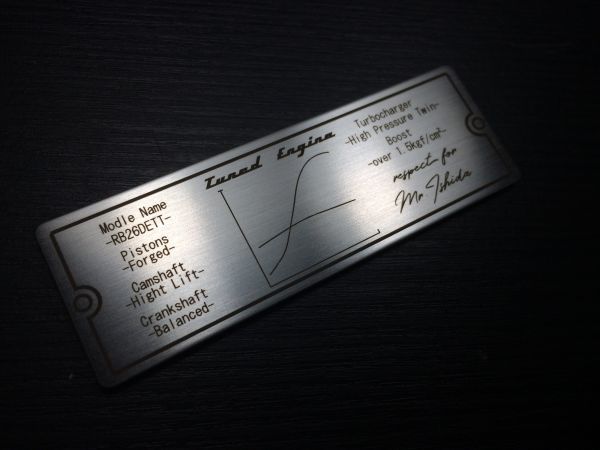 Tuned Engine
Modle Name
-RB26DETT-
Pistons
-Forged-
Camshaft
-Hight Lift-
Crankshaft
-Balanced-
Turbocharger
-High Pressure Twin-
Boost
-over 1.5kgf/cm²-
respect for
Mr Ishida